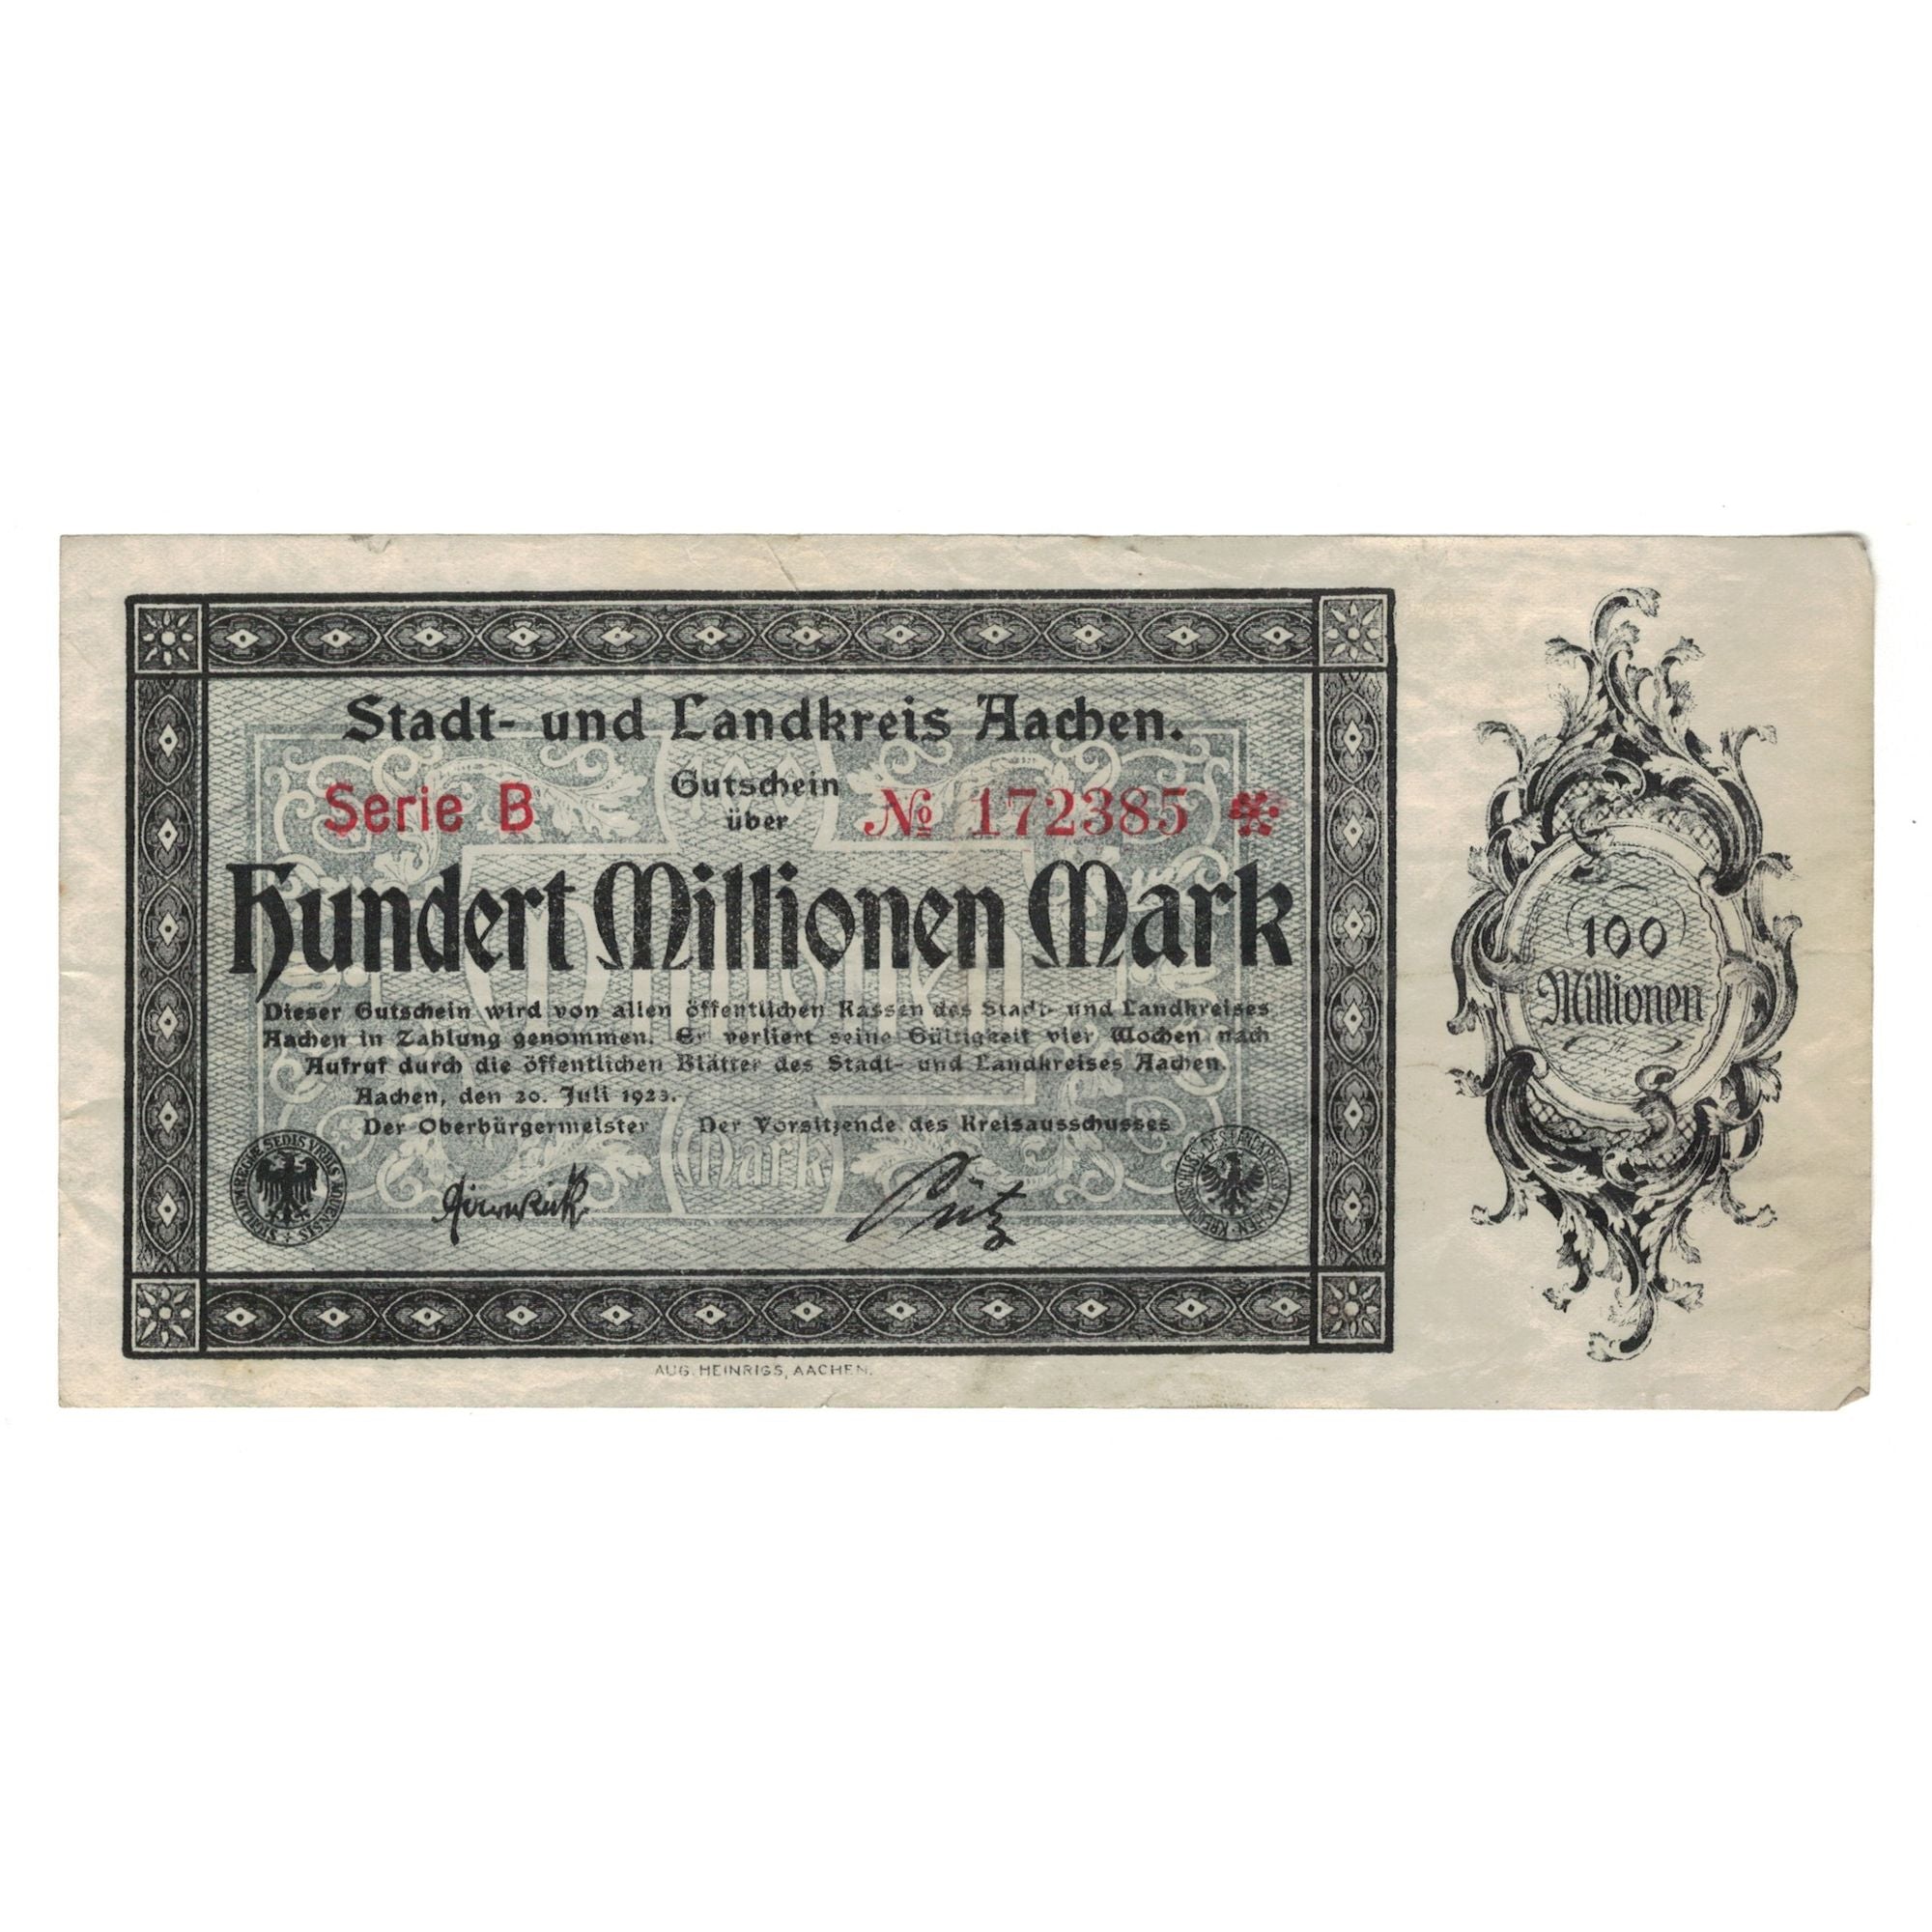 Stadt- und Landkreis Aachen.
Serie B
Gutschein
über
№ 172385 *
Hundert Millionen Mark
Dieser Gutschein wird von allen öffentlichen Kassen des Stadt- und Landkreises
Aachen in Zahlung genommen. Er verliert seine Gültigkeit vier Wochen nach
Aufruf durch die öffentlichen Blätter des Stadt- und Landkreises Aachen.
Aachen, den 20. Juli 1923.
Der Oberbürgermeister Der Vorsitzende des Kreisausschusses
Mark
Pütz
AUG. HEINRIGS, AACHEN.
100
Millionen